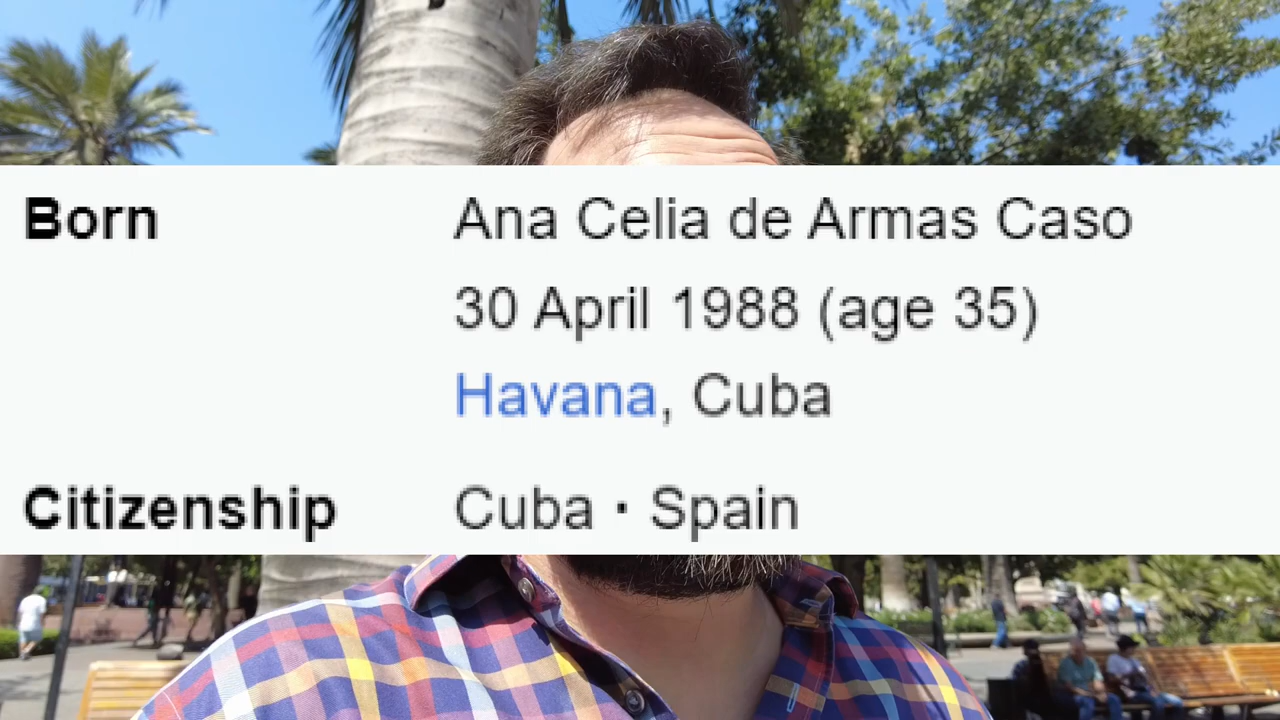 Born Ana Celia de Armas Caso
30 April 1988 (age 35)
Havana, Cuba
Citizenship Cuba · Spain